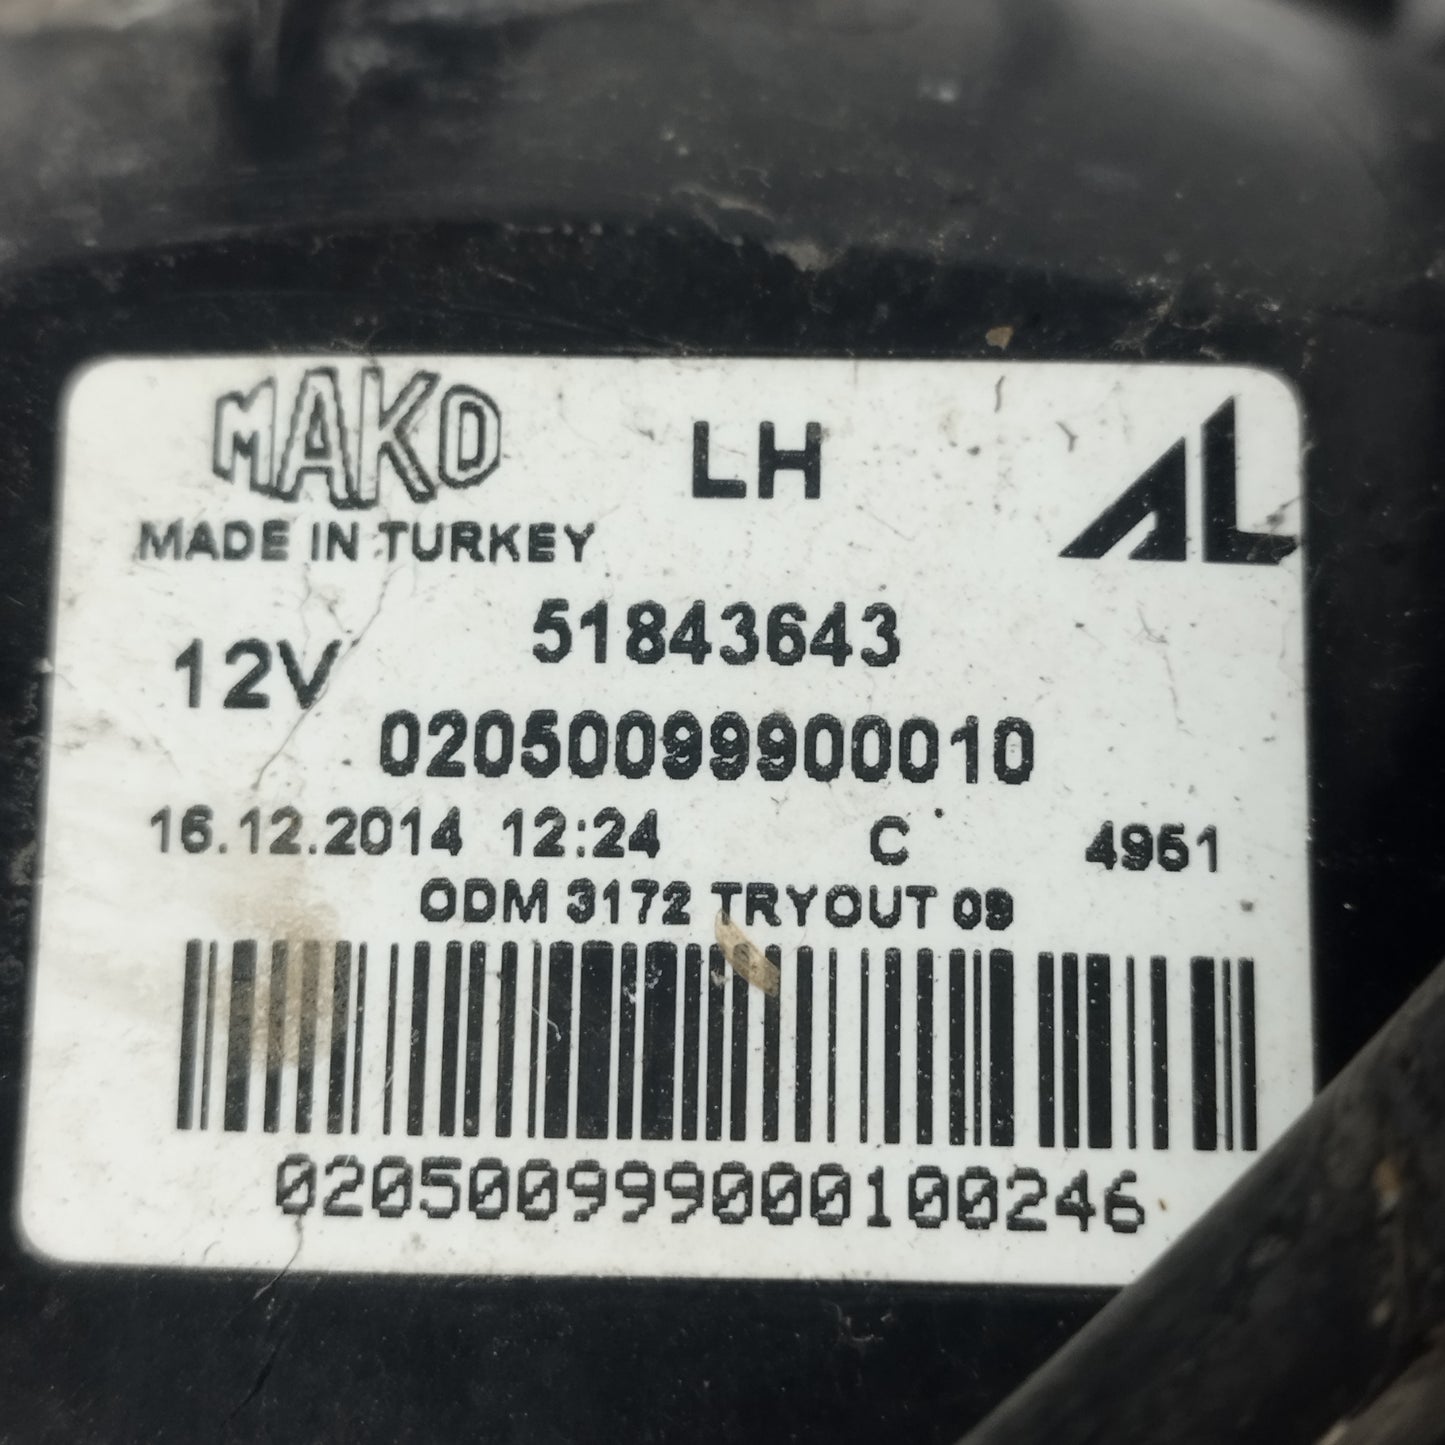 MAKO
LH
AL
MADE IN TURKEY
51843643
12V
02050099900010
16.12.2014 12:24 C 4951
ODM 3172 TRYOUT 09
020500999000100246